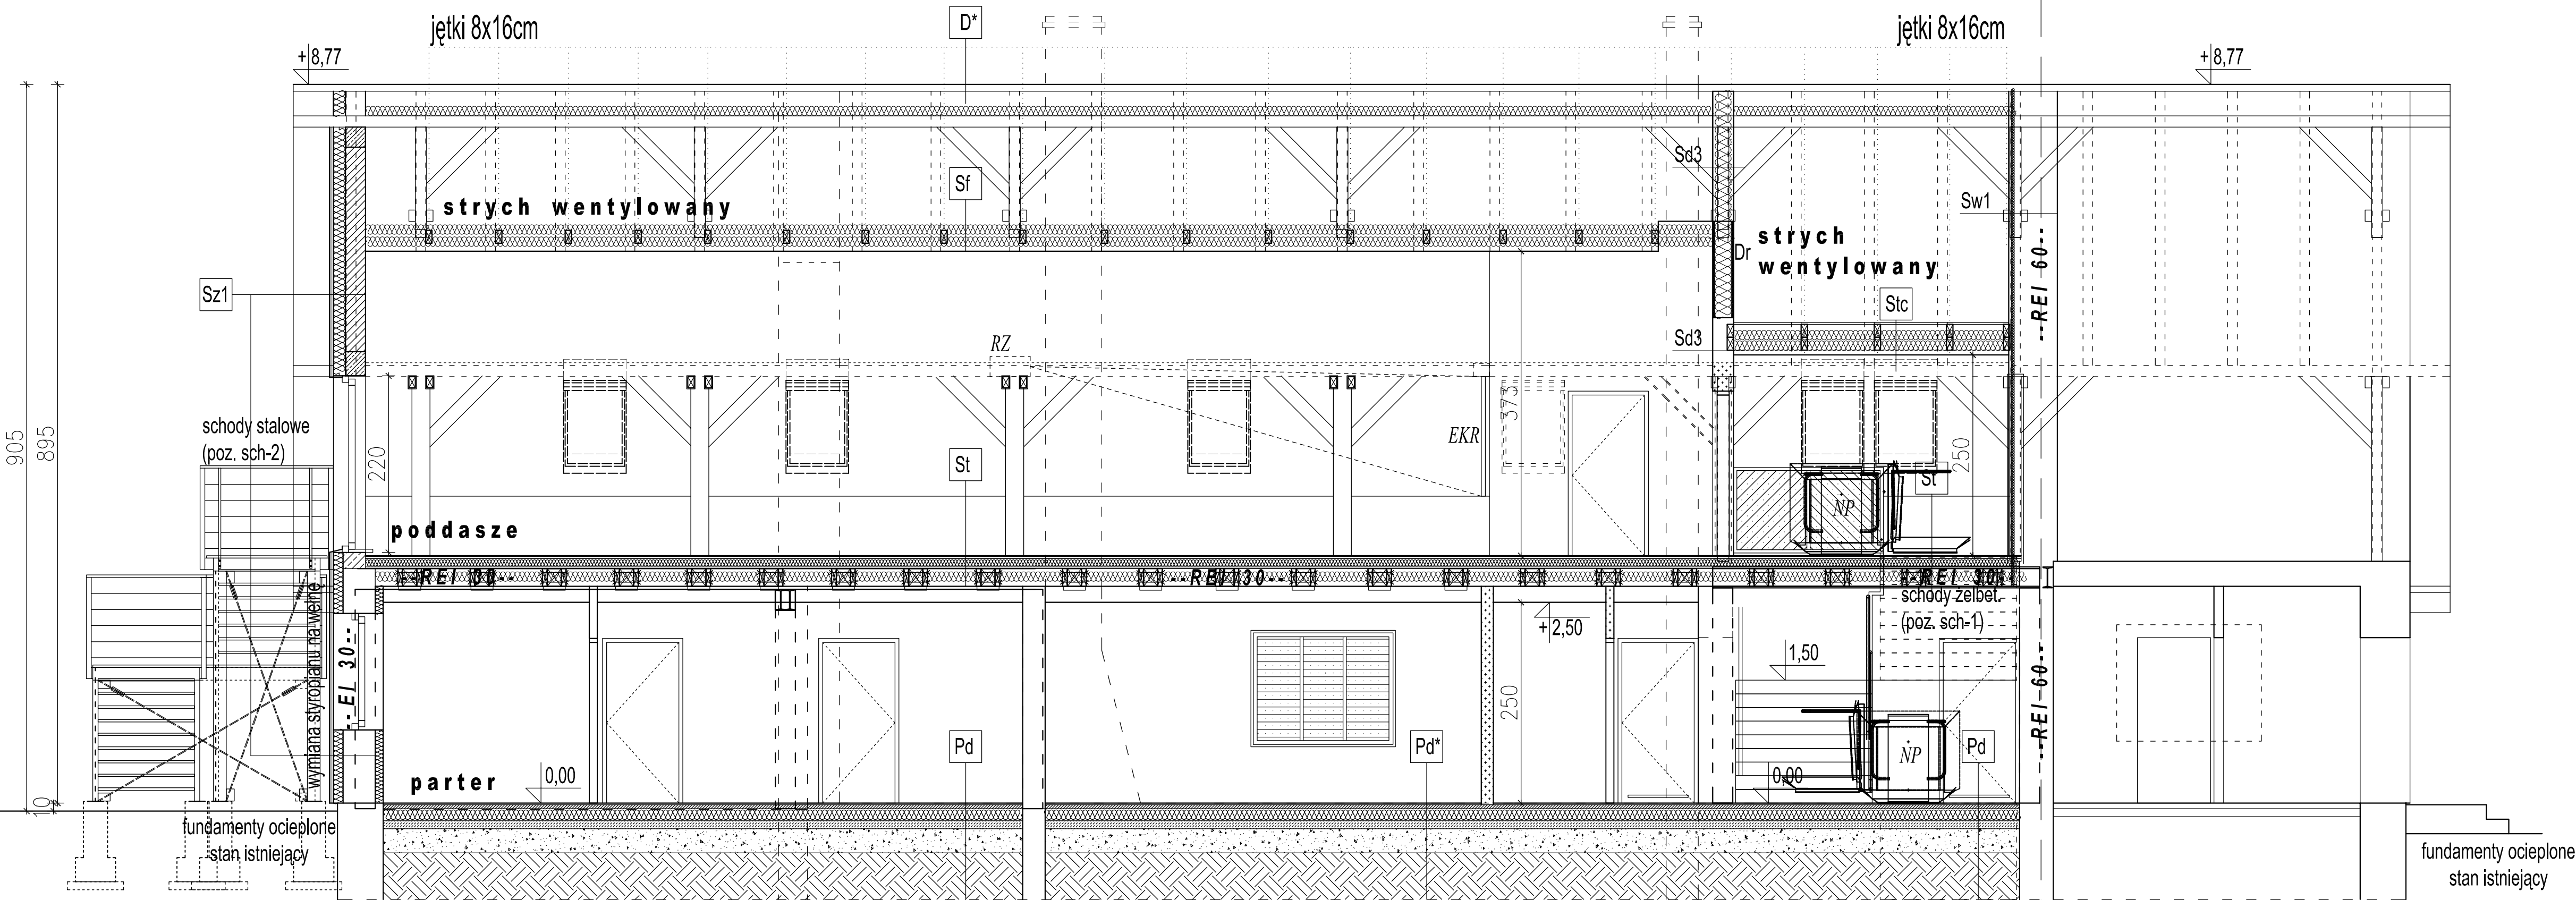 jętki 8x16cm
D*
jętki 8x16cm
+8,77
+8,77
Sd3
Sf
strych wentylowany
Sw1
strych
wentylowany
Dr
--REI 60--
Sz1
Stc
RZ
Sd3
373
EKR
905
895
schody stalowe
(poz. sch-2)
220
St
250
St
NP
poddasze
--REI 30--
--REI 30--
--REI 30--
schody żelbet.
(poz. sch-1)
+2,50
1,50
wymiana styropianu na wełnę
--EI 30--
250
--REI 60--
Pd
Pd*
NP
Pd
parter
0,00
0,00
10
fundamenty ocieplone
stan istniejący
fundamenty ocieplone
stan istniejący